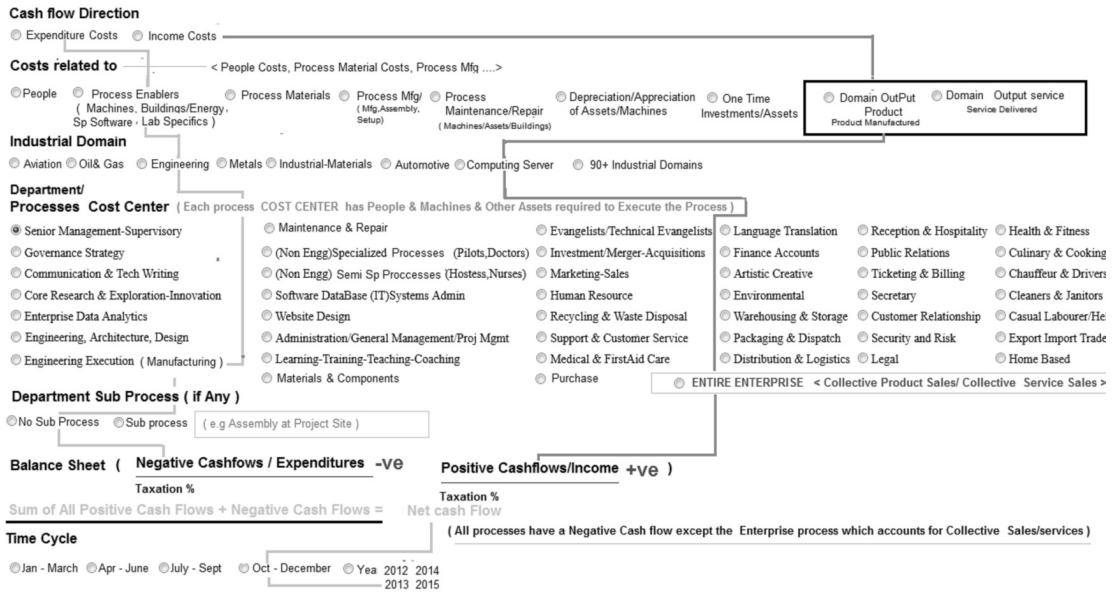 Cash flow Direction
Expenditure Costs Income Costs
Costs related to < People Costs, Process Material Costs, Process Mfg ....>
People Process Enablers ( Machines, Buildings/Energy, Sp Software, Lab Specifics ) Process Materials Process Mfg/ ( Mfg,Assembly, Setup) Process Maintenance/Repair ( Machines/Assets/Buildings) Depreciation/Appreciation of Assets/Machines One Time Investments/Assets Domain OutPut Product Product Manufactured Domain Output service Service Delivered
Industrial Domain
Aviation Oil& Gas Engineering Metals Industrial-Materials Automotive Computing Server 90+ Industrial Domains
Department/
Processes Cost Center ( Each process COST CENTER has People & Machines & Other Assets required to Execute the Process )
Senior Management-Supervisory Maintenance & Repair Evangelists/Technical Evangelists Language Translation Reception & Hospitality Health & Fitness
Governance Strategy (Non Engg)Specialized Processes (Pilots,Doctors) Investment/Merger-Acquisitions Finance Accounts Public Relations Culinary & Cooking
Communication & Tech Writing (Non Engg) Semi Sp Proccesses (Hostess,Nurses) Marketing-Sales Artistic Creative Ticketing & Billing Chauffeur & Drivers
Core Research & Exploration-Innovation Software DataBase (IT)Systems Admin Human Resource Environmental Secretary Cleaners & Janitors
Enterprise Data Analytics Website Design Recycling & Waste Disposal Warehousing & Storage Customer Relationship Casual Labourer/He
Engineering, Architecture, Design Administration/General Management/Proj Mgmt Support & Customer Service Packaging & Dispatch Security and Risk Export Import Trade
Engineering Execution ( Manufacturing ) Learning-Training-Teaching-Coaching Medical & FirstAid Care Distribution & Logistics Legal Home Based
Materials & Components Purchase ENTIRE ENTERPRISE < Collective Product Sales/ Collective Service Sales >
Department Sub Process ( if Any )
No Sub Process Sub process ( e.g Assembly at Project Site )
Balance Sheet ( Negative Cashfows / Expenditures -ve Positive Cashflows/Income +ve )
Taxation % Taxation %
Sum of All Positive Cash Flows + Negative Cash Flows = Net cash Flow
( All processes have a Negative Cash flow except the Enterprise process which accounts for Collective Sales/services )
Time Cycle
Jan - March Apr - June July - Sept Oct - December Yea 2012 2014
2013 2015